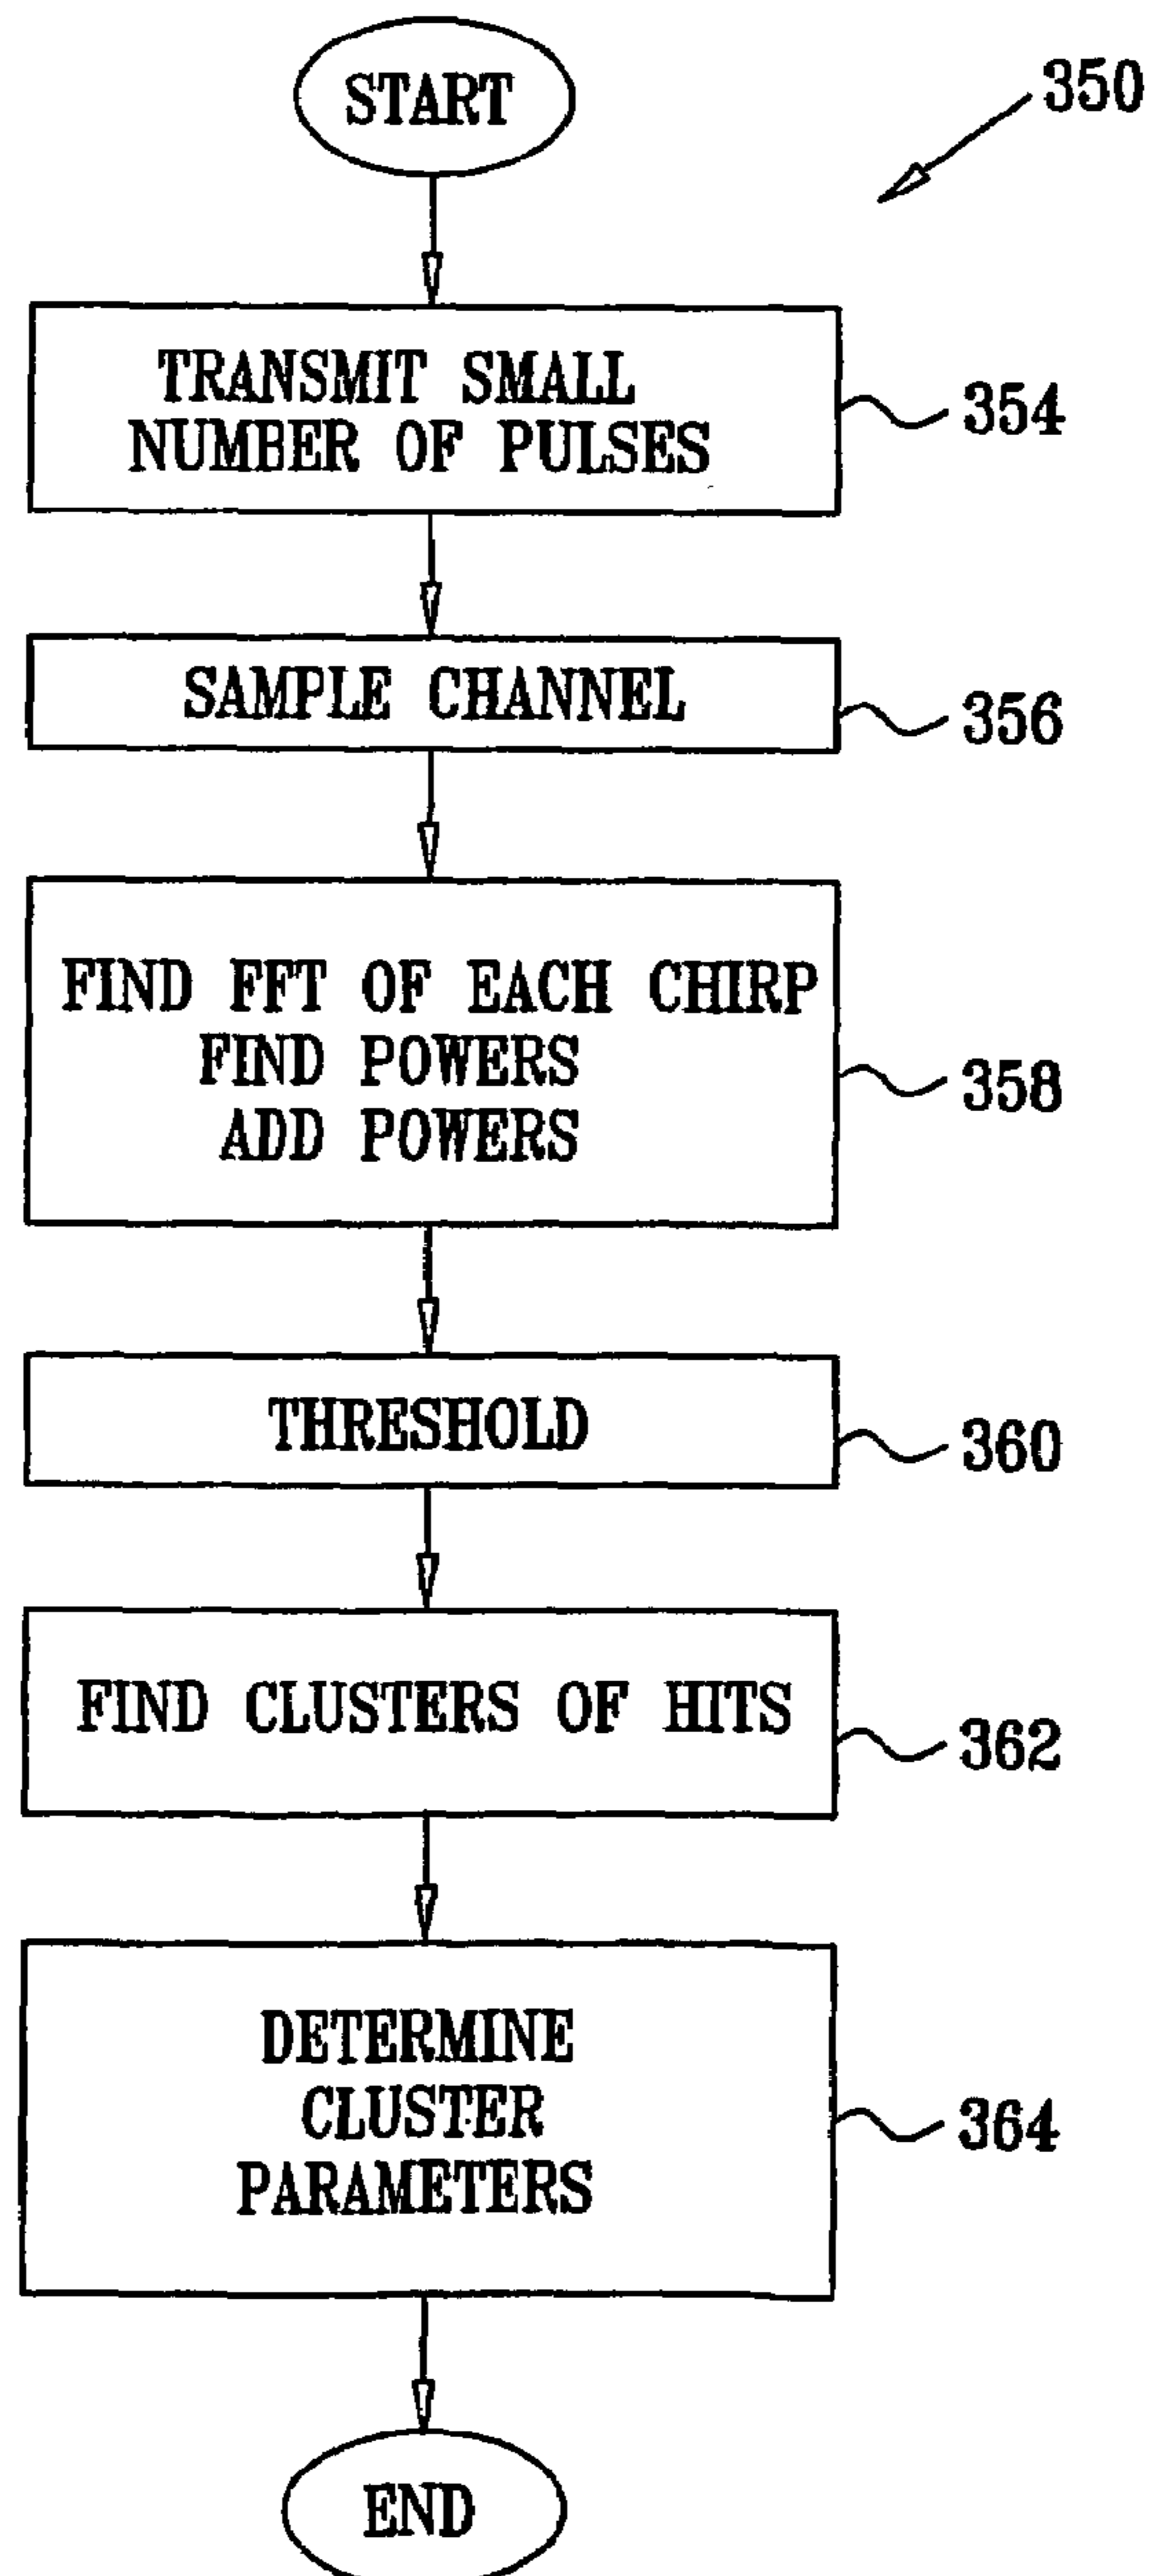 START
350
TRANSMIT SMALL
NUMBER OF PULSES
354
SAMPLE CHANNEL
356
FIND FFT OF EACH CHIRP
FIND POWERS
ADD POWERS
358
THRESHOLD
360
FIND CLUSTERS OF HITS
362
DETERMINE
CLUSTER
PARAMETERS
364
END